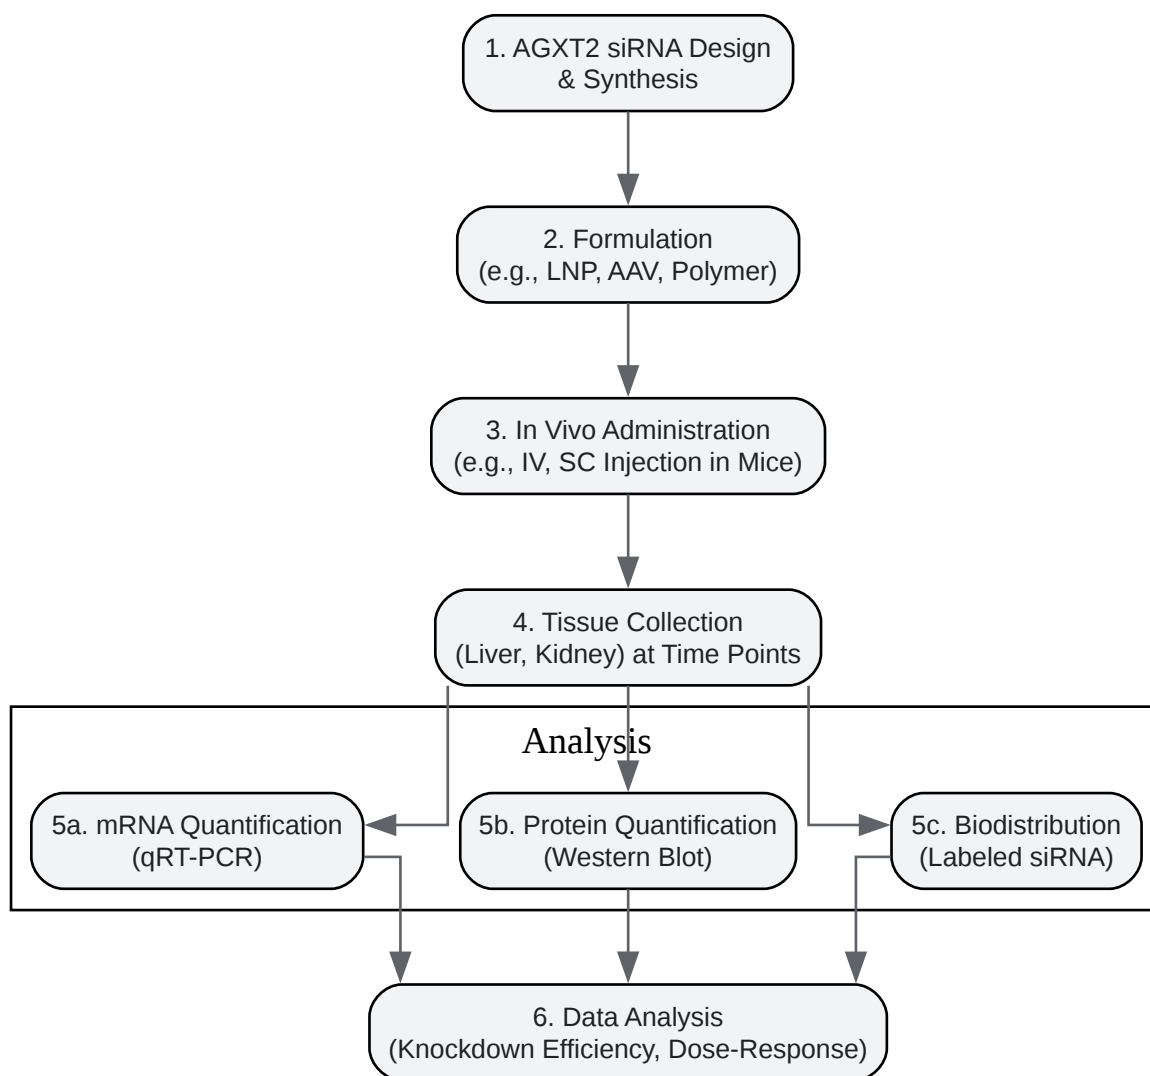 1. AGXT2 siRNA Design
& Synthesis
2. Formulation
(e.g., LNP, AAV, Polymer)
3. In Vivo Administration
(e.g., IV, SC Injection in Mice)
4. Tissue Collection
(Liver, Kidney) at Time Points
Analysis
5a. mRNA Quantification
(qRT-PCR)
5b. Protein Quantification
(Western Blot)
5c. Biodistribution
(Labeled siRNA)
6. Data Analysis
(Knockdown Efficiency, Dose-Response)